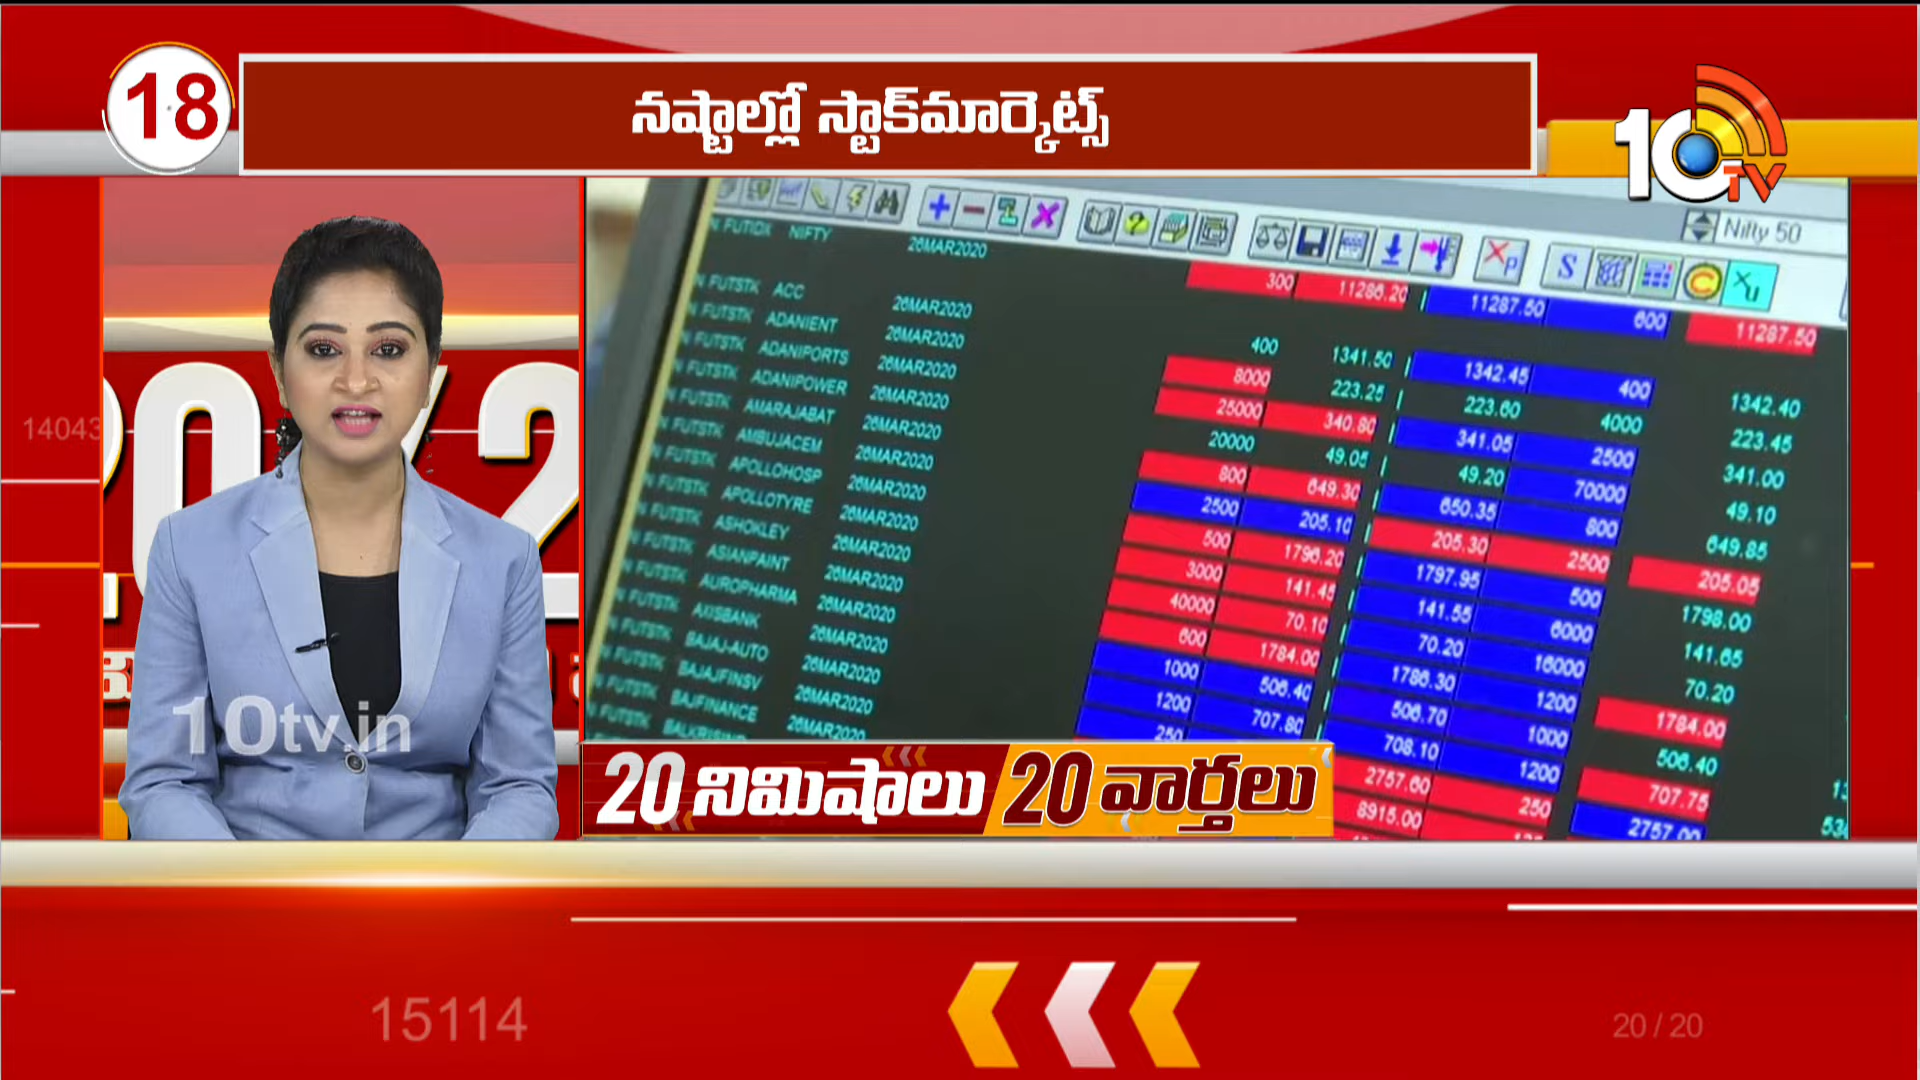 18
నష్టాల్లో స్టాక్‌మార్కెట్స్
10TV
Nifty 50
N FUTIDX NIFTY 26MAR2020 300 11286.20 11287.50 600 11287.50
N FUTSTK ACC 26MAR2020 400 1341.50 1342.45 400 1342.40
N FUTSTK ADANIENT 26MAR2020 8000 223.25 223.60 4000 223.45
N FUTSTK ADANIPORTS 26MAR2020 25000 340.80 341.05 2500 341.00
N FUTSTK ADANIPOWER 26MAR2020 20000 49.05 49.20 70000 49.10
N FUTSTK AMARAJABAT 26MAR2020 800 649.30 650.35 800 649.85
N FUTSTK AMBUJACEM 26MAR2020 2500 205.10 205.30 2500 205.05
N FUTSTK APOLLOHOSP 26MAR2020 500 1796.20 1797.95 500 1798.00
N FUTSTK APOLLOTYRE 26MAR2020 3000 141.45 141.55 6000 141.65
N FUTSTK ASHOKLEY 26MAR2020 40000 70.10 70.20 16000 70.20
N FUTSTK ASIANPAINT 26MAR2020 600 1784.00 1786.30 1200 1784.00
N FUTSTK AUROPHARMA 26MAR2020 1000 506.40 506.70 1000 506.40
N FUTSTK AXISBANK 26MAR2020 1200 707.80 708.10 1200 707.75
N FUTSTK BAJAJ-AUTO 26MAR2020 250 2757.60 250 2757.00
N FUTSTK BAJAJFINSV 26MAR2020 8915.00
N FUTSTK BAJFINANCE 26MAR2020
FUTSTK 26MAR2020
14043
10tv.in
20 నిమిషాలు 20 వార్తలు
15114
20 / 20